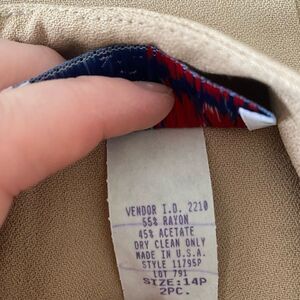 VENDOR I.D. 2210
55% RAYON
45% ACETATE
DRY CLEAN ONLY
MADE IN U.S.A.
STYLE 11795P
LOT 791
SIZE:14P
2PC.